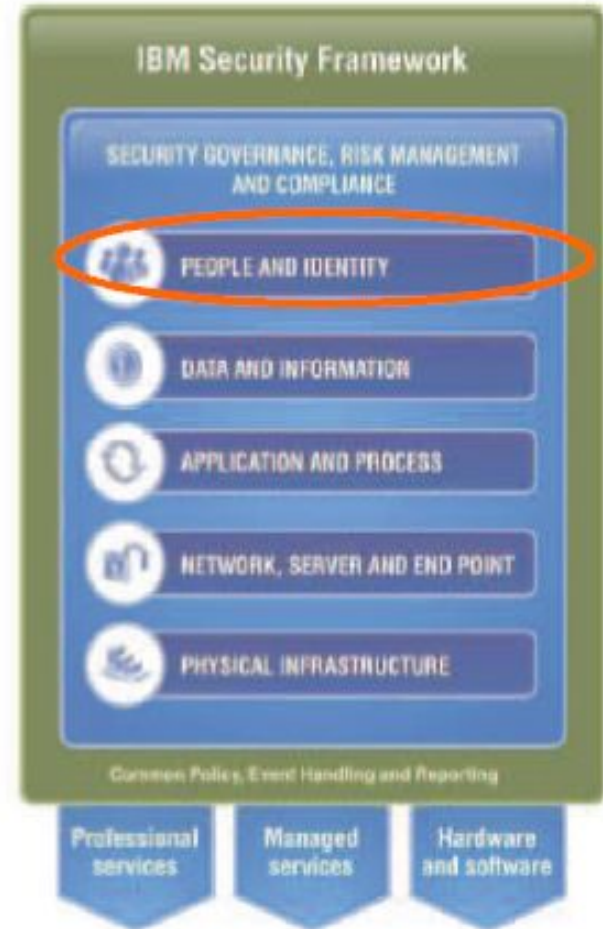 IBM Security Framework
SECURITY GOVERNANCE, RISK MANAGEMENT
AND COMPLIANCE
PEOPLE AND IDENTITY
DATA AND INFORMATION
APPLICATION AND PROCESS
NETWORK, SERVER AND END POINT
PHYSICAL INFRASTRUCTURE
Common Policy, Event Handling and Reporting
Professional
services
Managed
services
Hardware
and software